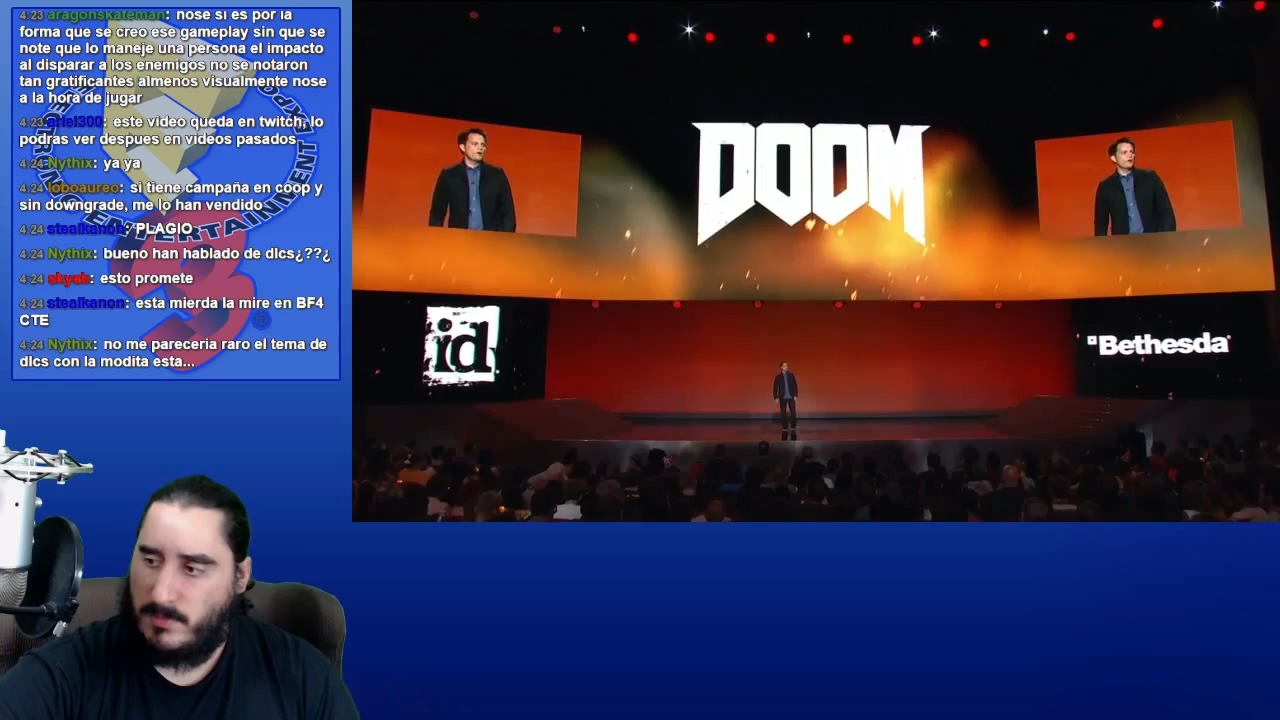 4:23 aragonskateman: nose si es por la
forma que se creo ese gameplay sin que se
note que lo maneje una persona el impacto
al disparar a los enemigos no se notaron
tan gratificantes almenos visualmente nose
a la hora de jugar
4:23 ariel300: este video queda en twitch, lo
podras ver despues en videos pasados
4:24 Nythix: ya ya
4:24 loboaureo: si tiene campaña en coop y
sin downgrade, me lo han vendido
4:24 stealkanon: PLAGIO
4:24 Nythix: bueno han hablado de dlcs¿??¿
4:24 skyab: esto promete
4:24 stealkanon: esta mierda la mire en BF4
CTE
4:24 Nythix: no me pareceria raro el tema de
dlcs con la modita esta...
ENTERTAINMENT EXPO
E3
DOOM
id
Bethesda